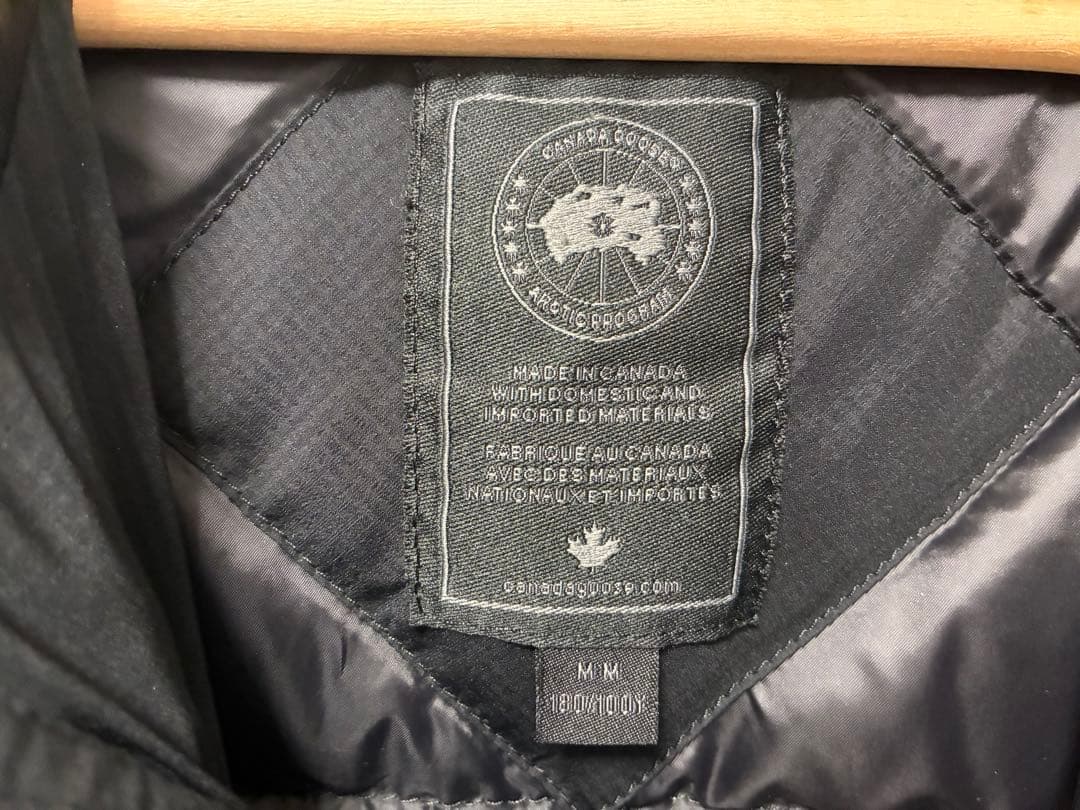 CANADA GOOSE
ARCTIC PROGRAM
MADE IN CANADA
WITH DOMESTIC AND
IMPORTED MATERIALS
FABRIQUE AU CANADA
AVEC DES MATERIAUX
NATIONAUX ET IMPORTES
canadagoose.com
M M
180/100Y